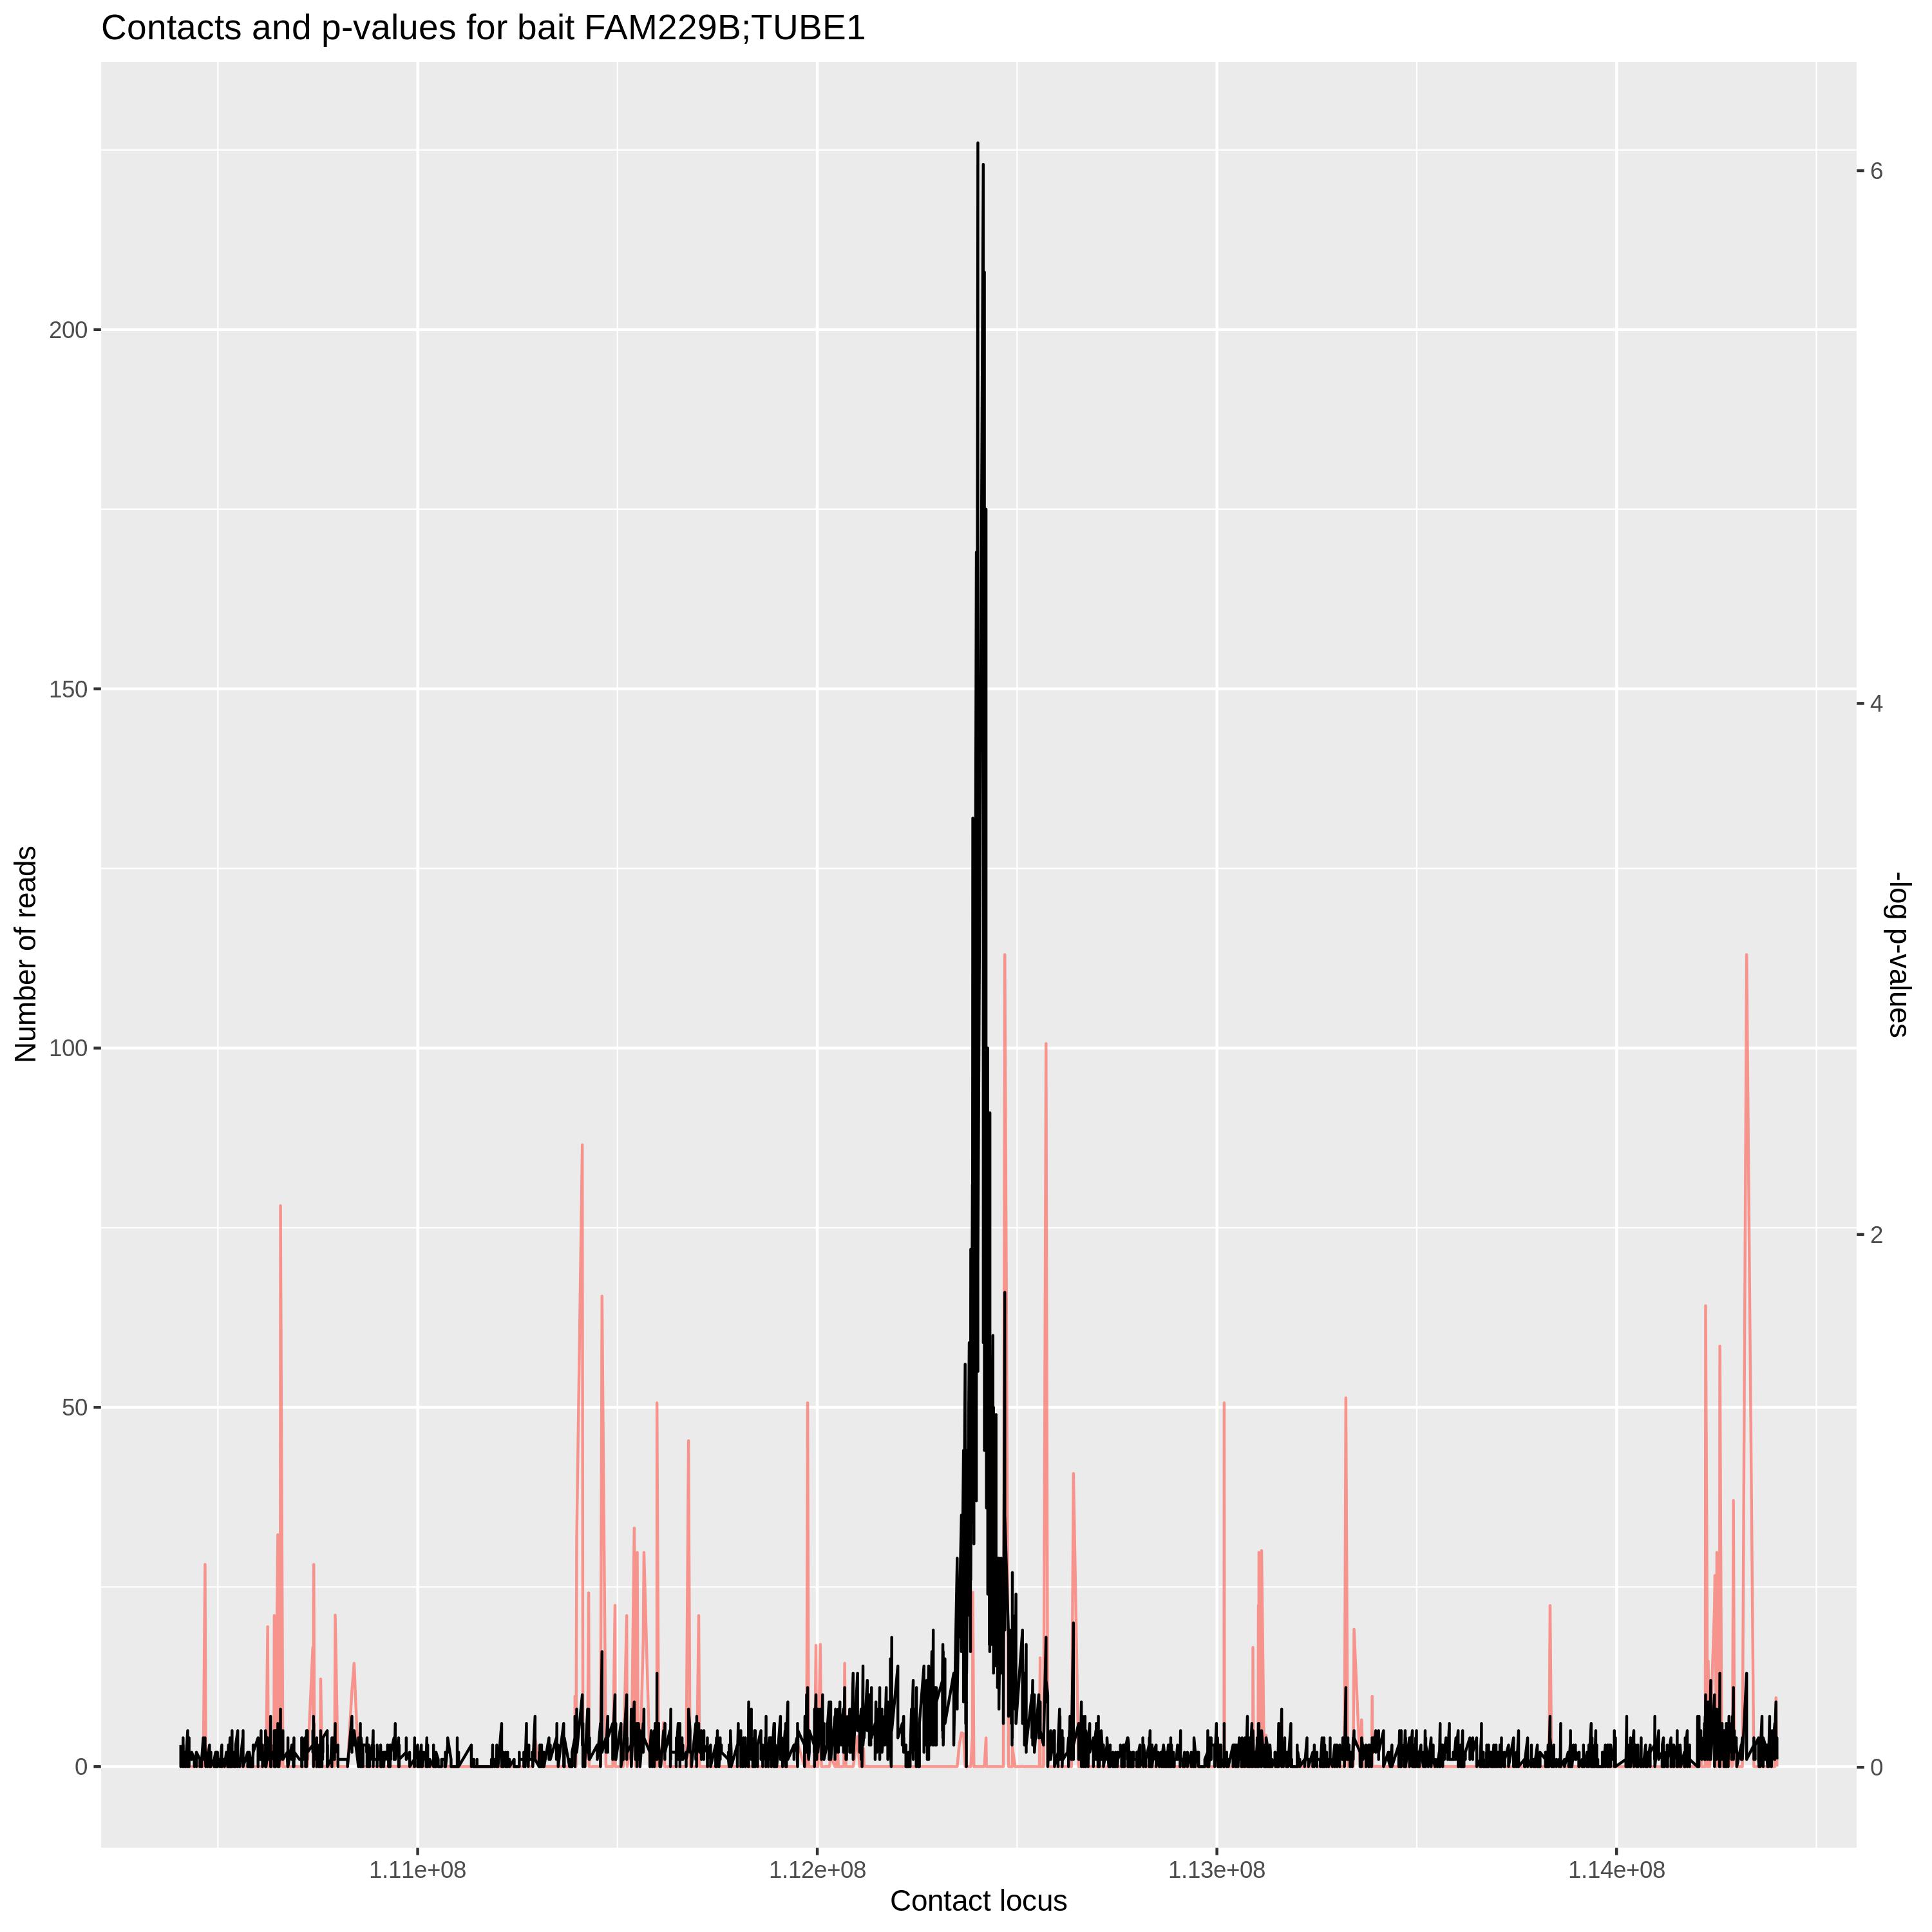 Contacts and p-values for bait FAM229B;TUBE1
Number of reads
200
150
100
50
0
6
4
2
0
-log p-values
1.11e+08
1.12e+08
1.13e+08
1.14e+08
Contact locus